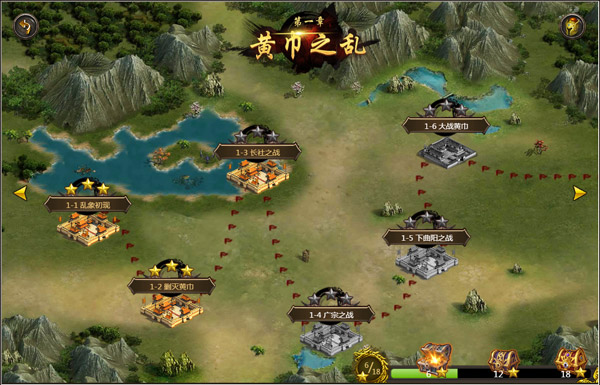 第一章
黄巾之乱
1-6 大战黄巾
1-3 长社之战
1-1 乱象初现
1-5 下曲阳之战
1-2 剿灭黄巾
1-4 广宗之战
6/18
12
18
6